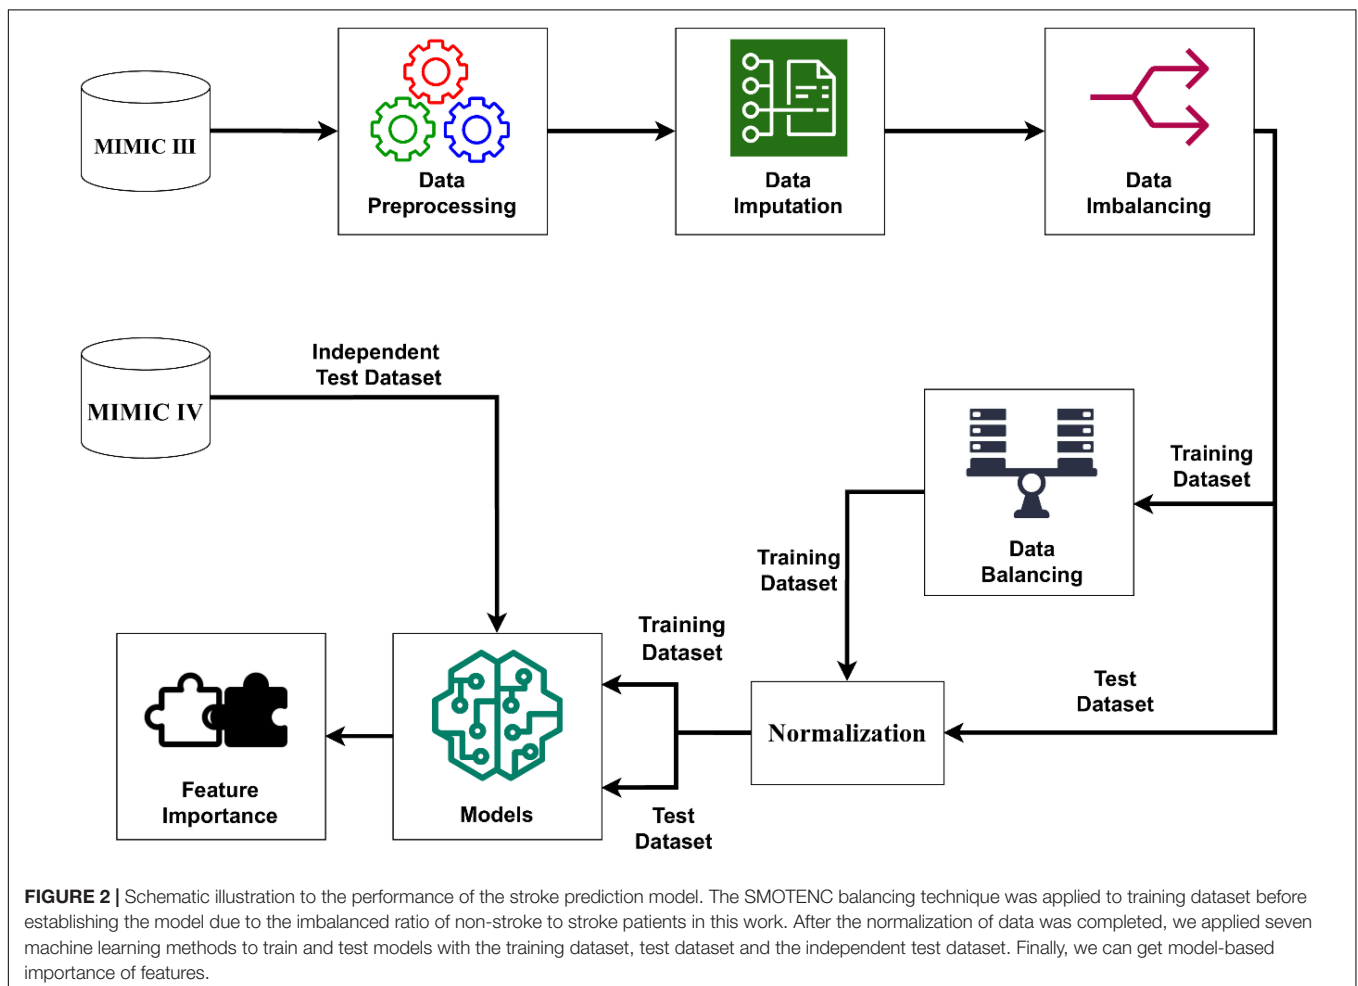 MIMIC III
Data
Preprocessing
Data
Imputation
Data
Imbalancing
MIMIC IV
Independent
Test Dataset
Training
Dataset
Data
Balancing
Training
Dataset
Test
Dataset
Normalization
Training
Dataset
Test
Dataset
Models
Feature
Importance
FIGURE 2 | Schematic illustration to the performance of the stroke prediction model. The SMOTENC balancing technique was applied to training dataset before
establishing the model due to the imbalanced ratio of non-stroke to stroke patients in this work. After the normalization of data was completed, we applied seven
machine learning methods to train and test models with the training dataset, test dataset and the independent test dataset. Finally, we can get model-based
importance of features.